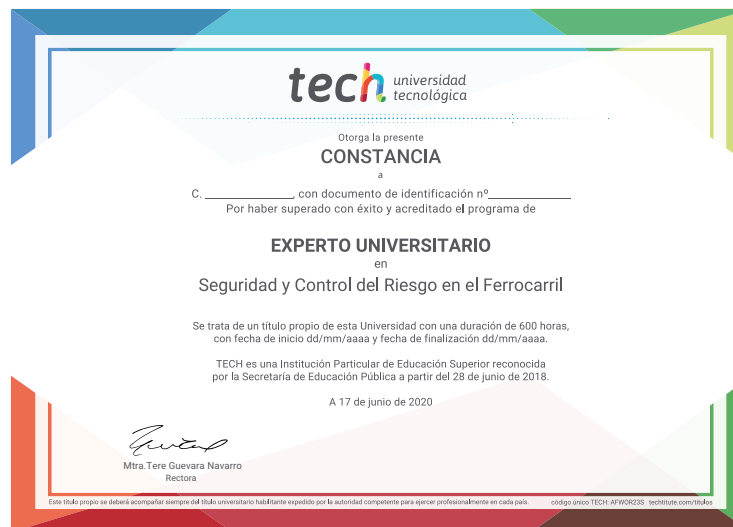 tech universidad
tecnológica
Otorga la presente
CONSTANCIA
a
C. ________________, con documento de identificación nº________________
Por haber superado con éxito y acreditado el programa de
EXPERTO UNIVERSITARIO
en
Seguridad y Control del Riesgo en el Ferrocarril
Se trata de un título propio de esta Universidad con una duración de 600 horas,
con fecha de inicio dd/mm/aaaa y fecha de finalización dd/mm/aaaa.
TECH es una Institución Particular de Educación Superior reconocida
por la Secretaría de Educación Pública a partir del 28 de junio de 2018.
A 17 de junio de 2020
Mtra.Tere Guevara Navarro
Rectora
Este título propio se deberá acompañar siempre del título universitario habilitante expedido por la autoridad competente para ejercer profesionalmente en cada país. código único TECH: AFWOR23S techtitute.com/titulos